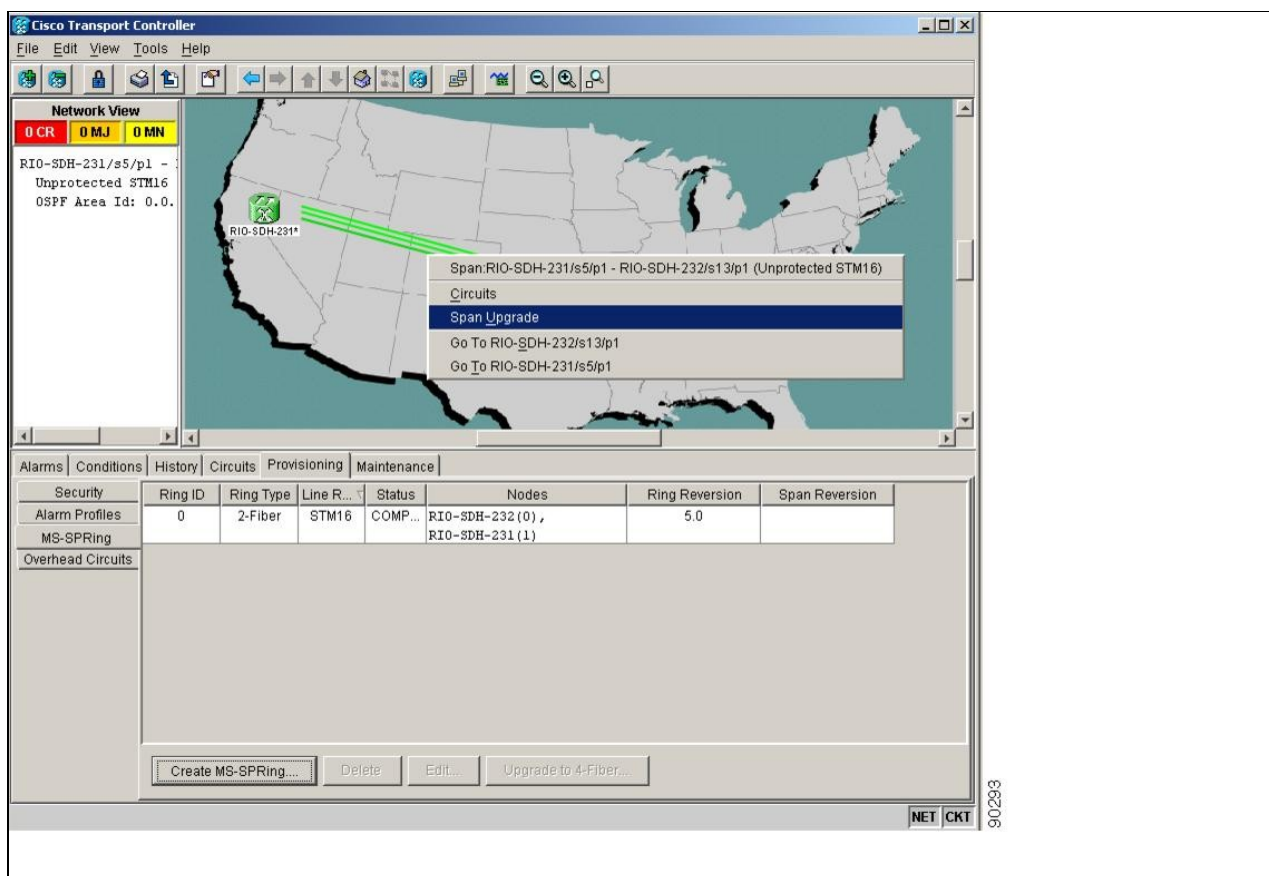 Cisco Transport Controller
File Edit View Tools Help
Network View
0 CR 0 MJ 0 MN
RIO-SDH-231/s5/p1 -
Unprotected STM16
OSPF Area Id: 0.0.
RIO-SDH-231*
Span:RIO-SDH-231/s5/p1 - RIO-SDH-232/s13/p1 (Unprotected STM16)
Circuits
Span Upgrade
Go To RIO-SDH-232/s13/p1
Go To RIO-SDH-231/s5/p1
Alarms Conditions History Circuits Provisioning Maintenance
Security
Alarm Profiles
MS-SPRing
Overhead Circuits
Ring ID Ring Type Line R... Status Nodes Ring Reversion Span Reversion
0 2-Fiber STM16 COMP... RIO-SDH-232(0), 5.0
RIO-SDH-231(1)
Create MS-SPRing.... Delete Edit... Upgrade to 4-Fiber...
NET CKT
90293